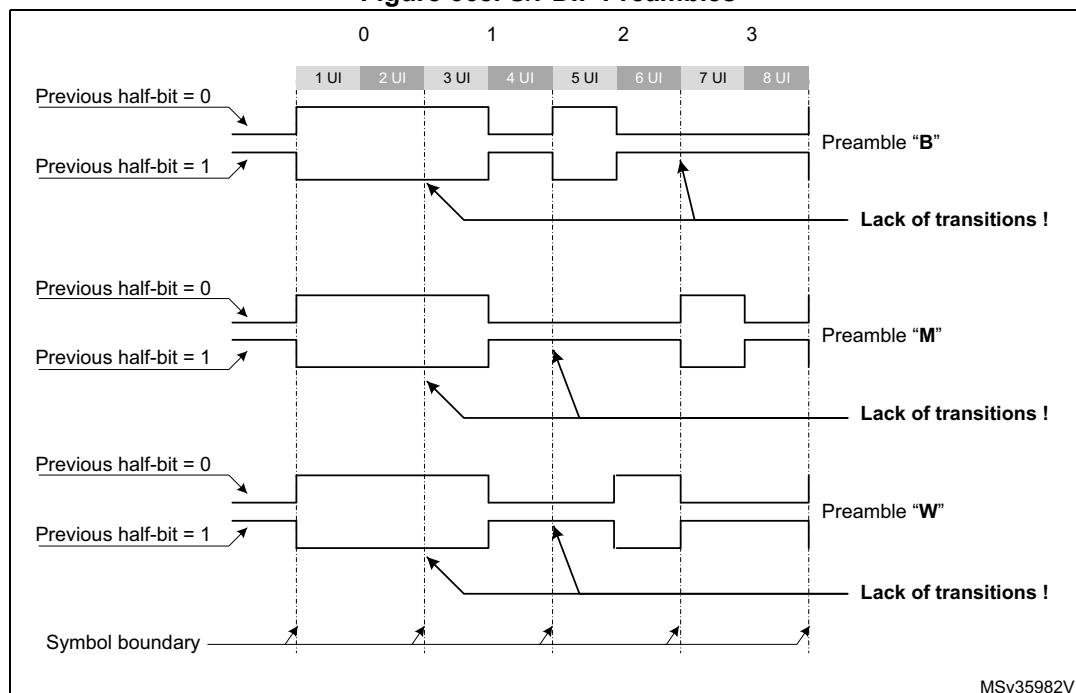 0 1 2 3
1 UI 2 UI 3 UI 4 UI 5 UI 6 UI 7 UI 8 UI
Previous half-bit = 0
Preamble “B”
Previous half-bit = 1
Lack of transitions !
Previous half-bit = 0
Preamble “M”
Previous half-bit = 1
Lack of transitions !
Previous half-bit = 0
Preamble “W”
Previous half-bit = 1
Lack of transitions !
Symbol boundary
MSv35982V